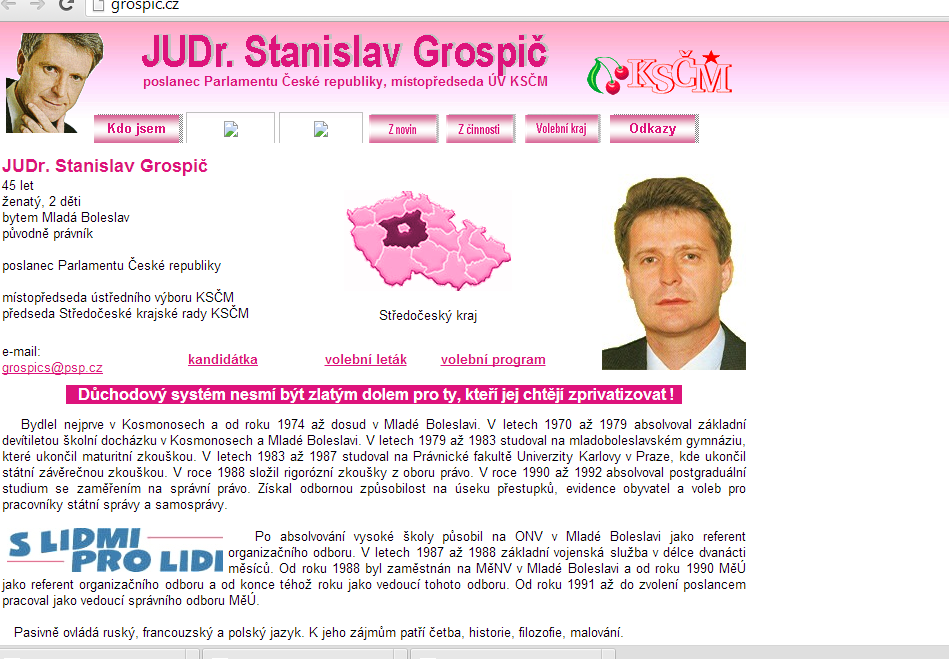 grospic.cz
JUDr. Stanislav Grospič
poslanec Parlamentu České republiky, místopředseda ÚV KSČM
KSČM
Kdo jsem
Z novin
Z činnosti
Volební kraj
Odkazy
JUDr. Stanislav Grospič
45 let
ženatý, 2 děti
bytem Mladá Boleslav
původně právník
poslanec Parlamentu České republiky
místopředseda ústředního výboru KSČM
předseda Středočeské krajské rady KSČM
Středočeský kraj
e-mail:
grospics@psp.cz
kandidátka volební leták volební program
Důchodový systém nesmí být zlatým dolem pro ty, kteří jej chtějí zprivatizovat !
Bydlel nejprve v Kosmonosech a od roku 1974 až dosud v Mladé Boleslavi. V letech 1970 až 1979 absolvoval základní
devítiletou školní docházku v Kosmonosech a Mladé Boleslavi. V letech 1979 až 1983 studoval na mladoboleslavském gymnáziu,
které ukončil maturitní zkouškou. V letech 1983 až 1987 studoval na Právnické fakultě Univerzity Karlovy v Praze, kde ukončil
státní závěrečnou zkouškou. V roce 1988 složil rigorózní zkoušky z oboru právo. V roce 1990 až 1992 absolvoval postgraduální
studium se zaměřením na správní právo. Získal odbornou způsobilost na úseku přestupků, evidence obyvatel a voleb pro
pracovníky státní správy a samosprávy.
S LIDMI
PRO LIDI
Po absolvování vysoké školy působil na ONV v Mladé Boleslavi jako referent
organizačního odboru. V letech 1987 až 1988 základní vojenská služba v délce dvanácti
měsíců. Od roku 1988 byl zaměstnán na MěNV v Mladé Boleslavi a od roku 1990 MěÚ
jako referent organizačního odboru a od konce téhož roku jako vedoucí tohoto odboru. Od roku 1991 až do zvolení poslancem
pracoval jako vedoucí správního odboru MěÚ.
Pasivně ovládá ruský, francouzský a polský jazyk. K jeho zájmům patří četba, historie, filozofie, malování.